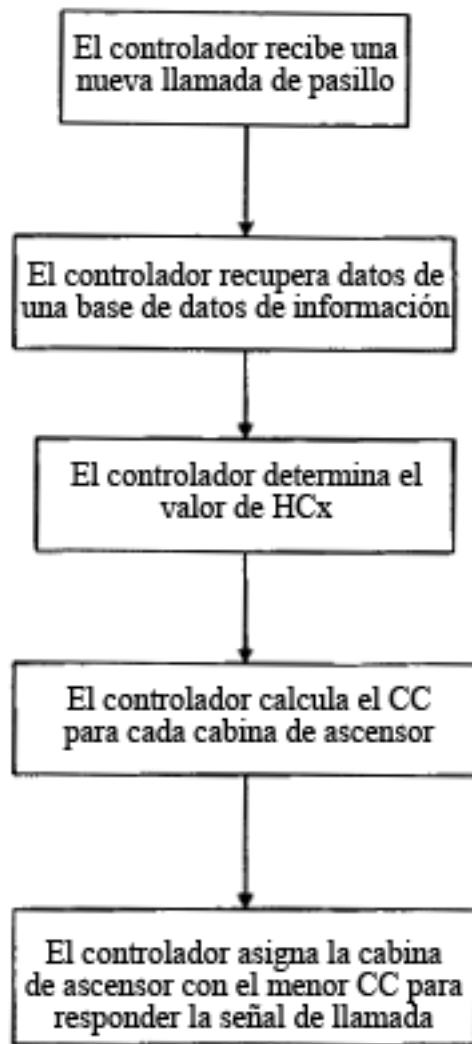 El controlador recibe una
nueva llamada de pasillo
El controlador recupera datos de
una base de datos de información
El controlador determina el
valor de HCx
El controlador calcula el CC
para cada cabina de ascensor
El controlador asigna la cabina
de ascensor con el menor CC para
responder la señal de llamada